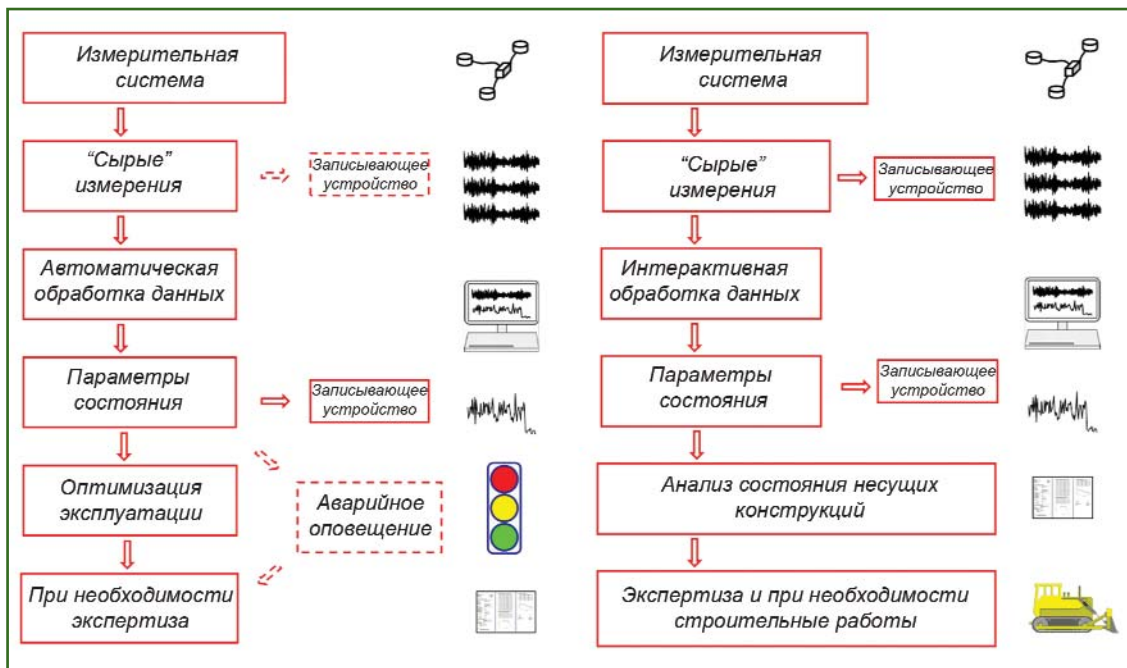 Измерительная
система
“Сырые”
измерения
Записывающее
устройство
Автоматическая
обработка данных
Параметры
состояния
Записывающее
устройство
Оптимизация
эксплуатации
Аварийное
оповещение
При необходимости
экспертиза
Измерительная
система
“Сырые”
измерения
Записывающее
устройство
Интерактивная
обработка данных
Параметры
состояния
Записывающее
устройство
Анализ состояния несущих
конструкций
Экспертиза и при необходимости
строительные работы